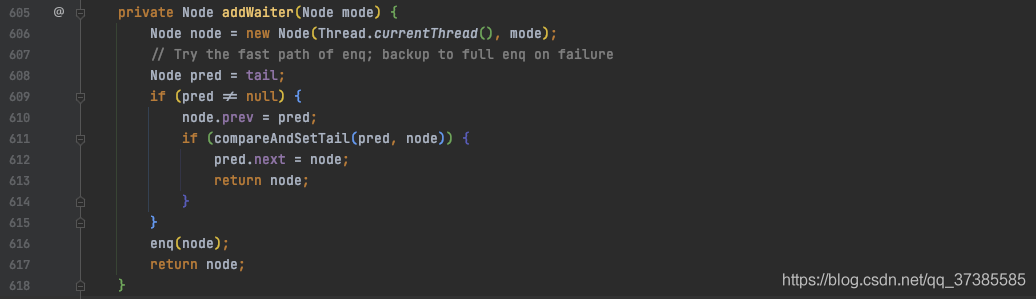 605 @ private Node addWaiter(Node mode) {
606 Node node = new Node(Thread.currentThread(), mode);
607 // Try the fast path of enq; backup to full enq on failure
608 Node pred = tail;
609 if (pred ≠ null) {
610 node.prev = pred;
611 if (compareAndSetTail(pred, node)) {
612 pred.next = node;
613 return node;
614 }
615 }
616 enq(node);
617 return node;
618 }
https://blog.csdn.net/qq_37385585